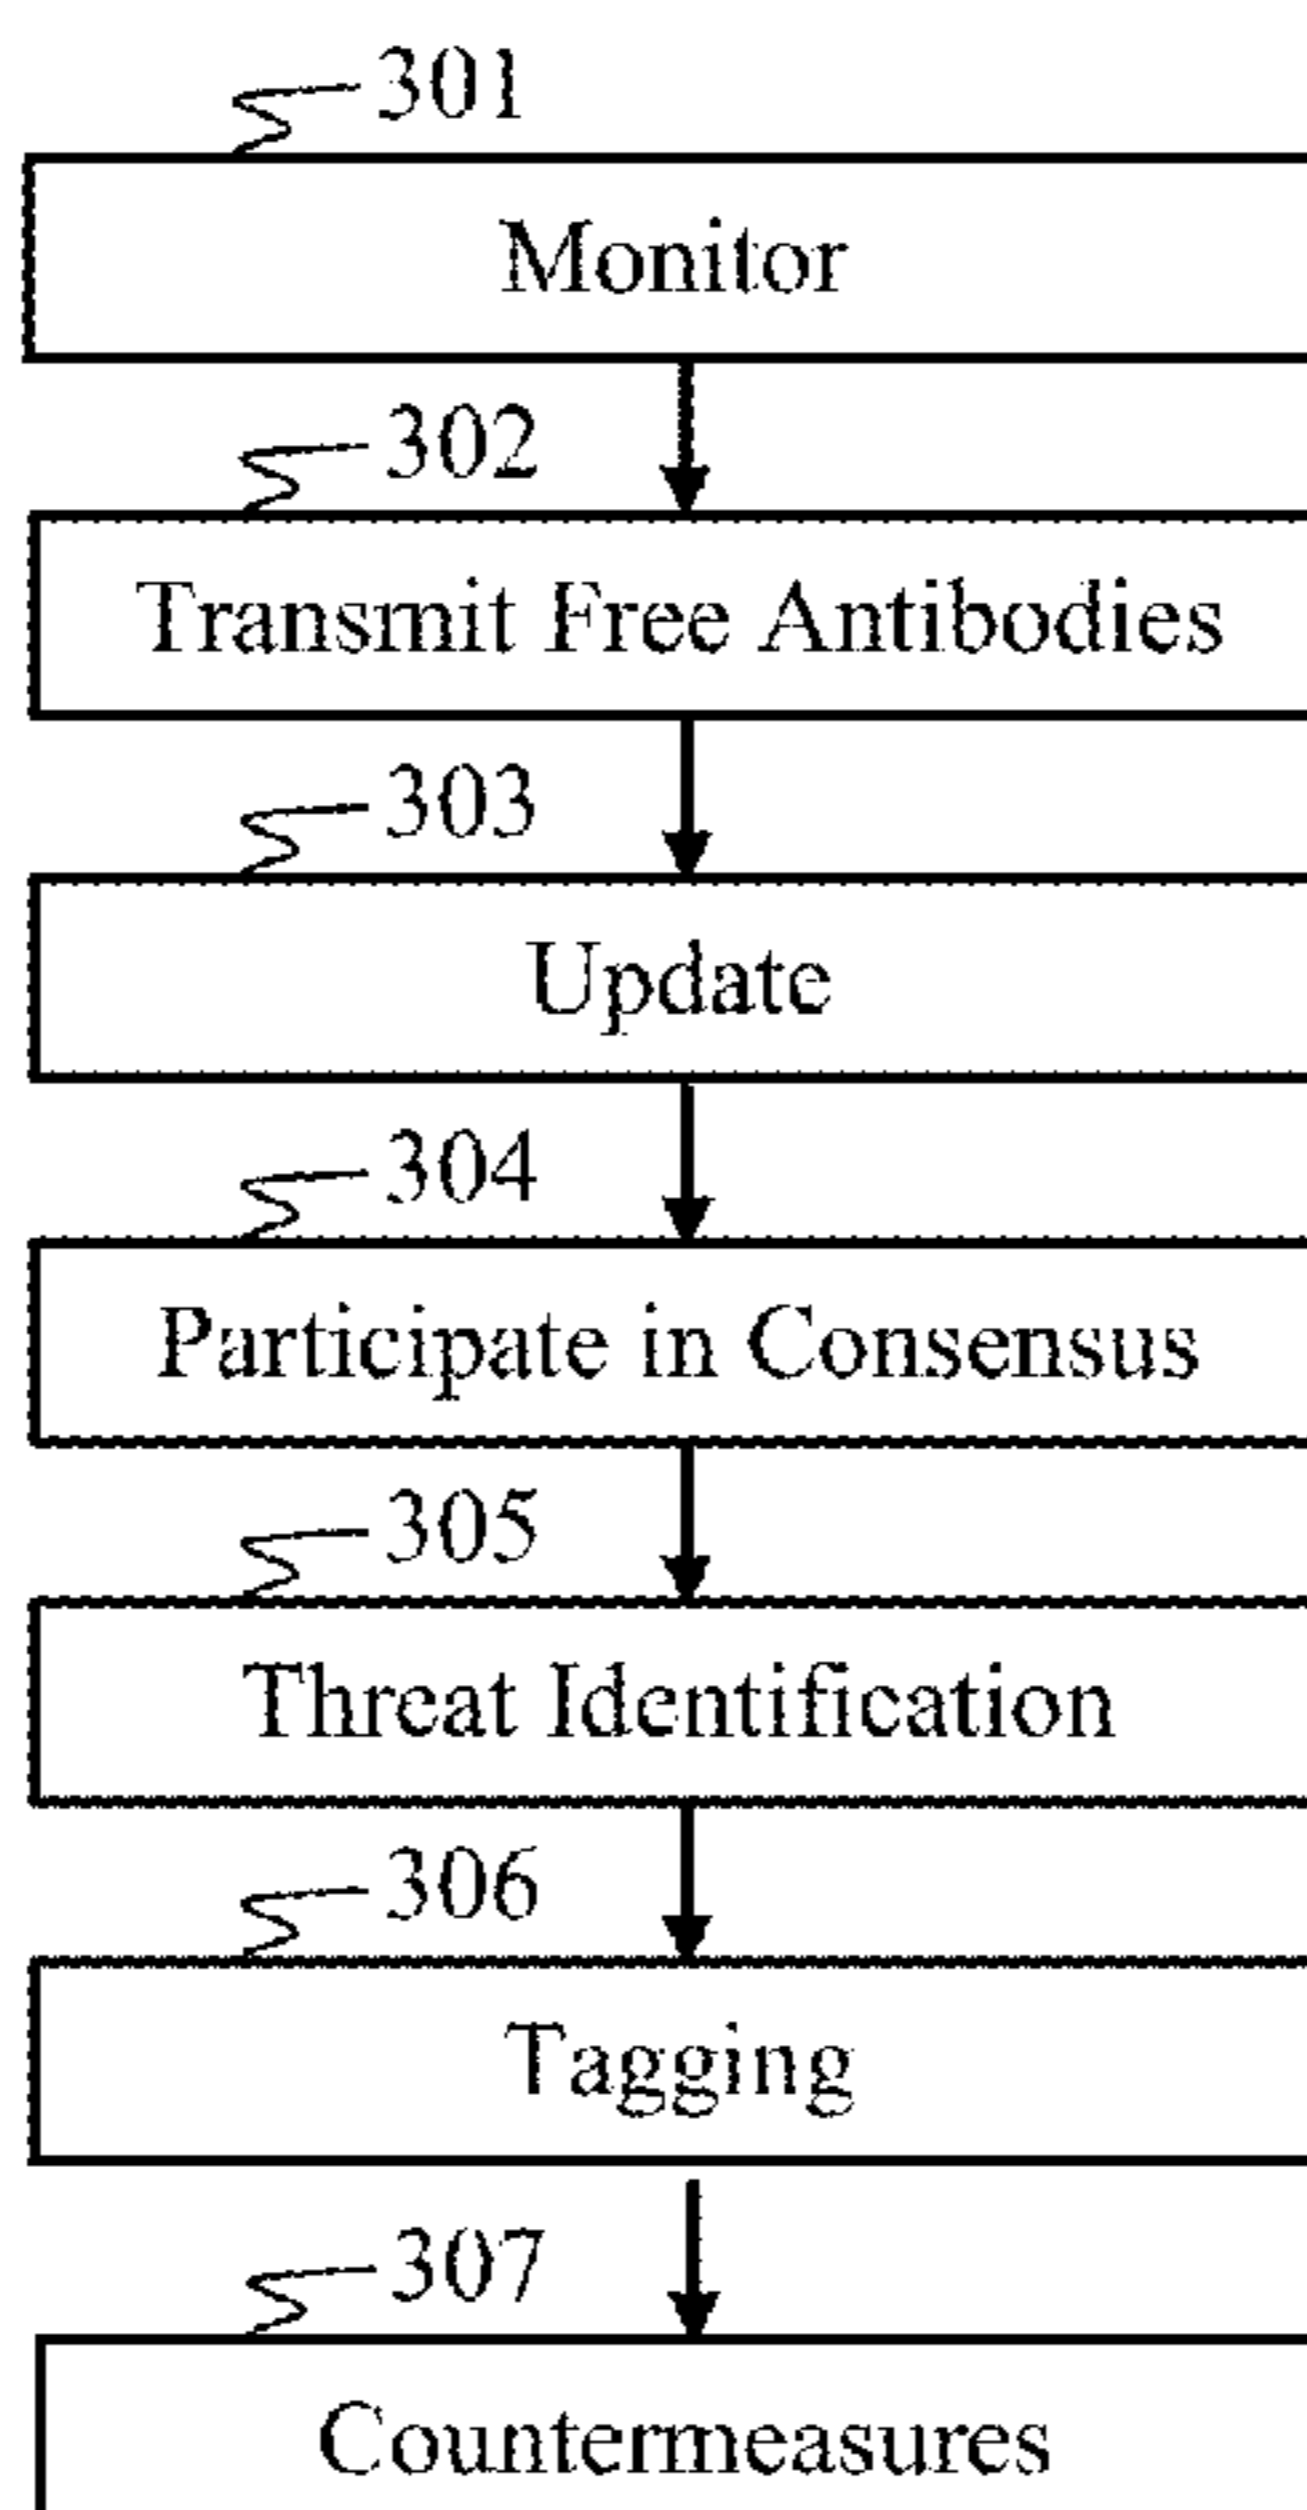 301
Monitor
302
Transmit Free Antibodies
303
Update
304
Participate in Consensus
305
Threat Identification
306
Tagging
307
Countermeasures